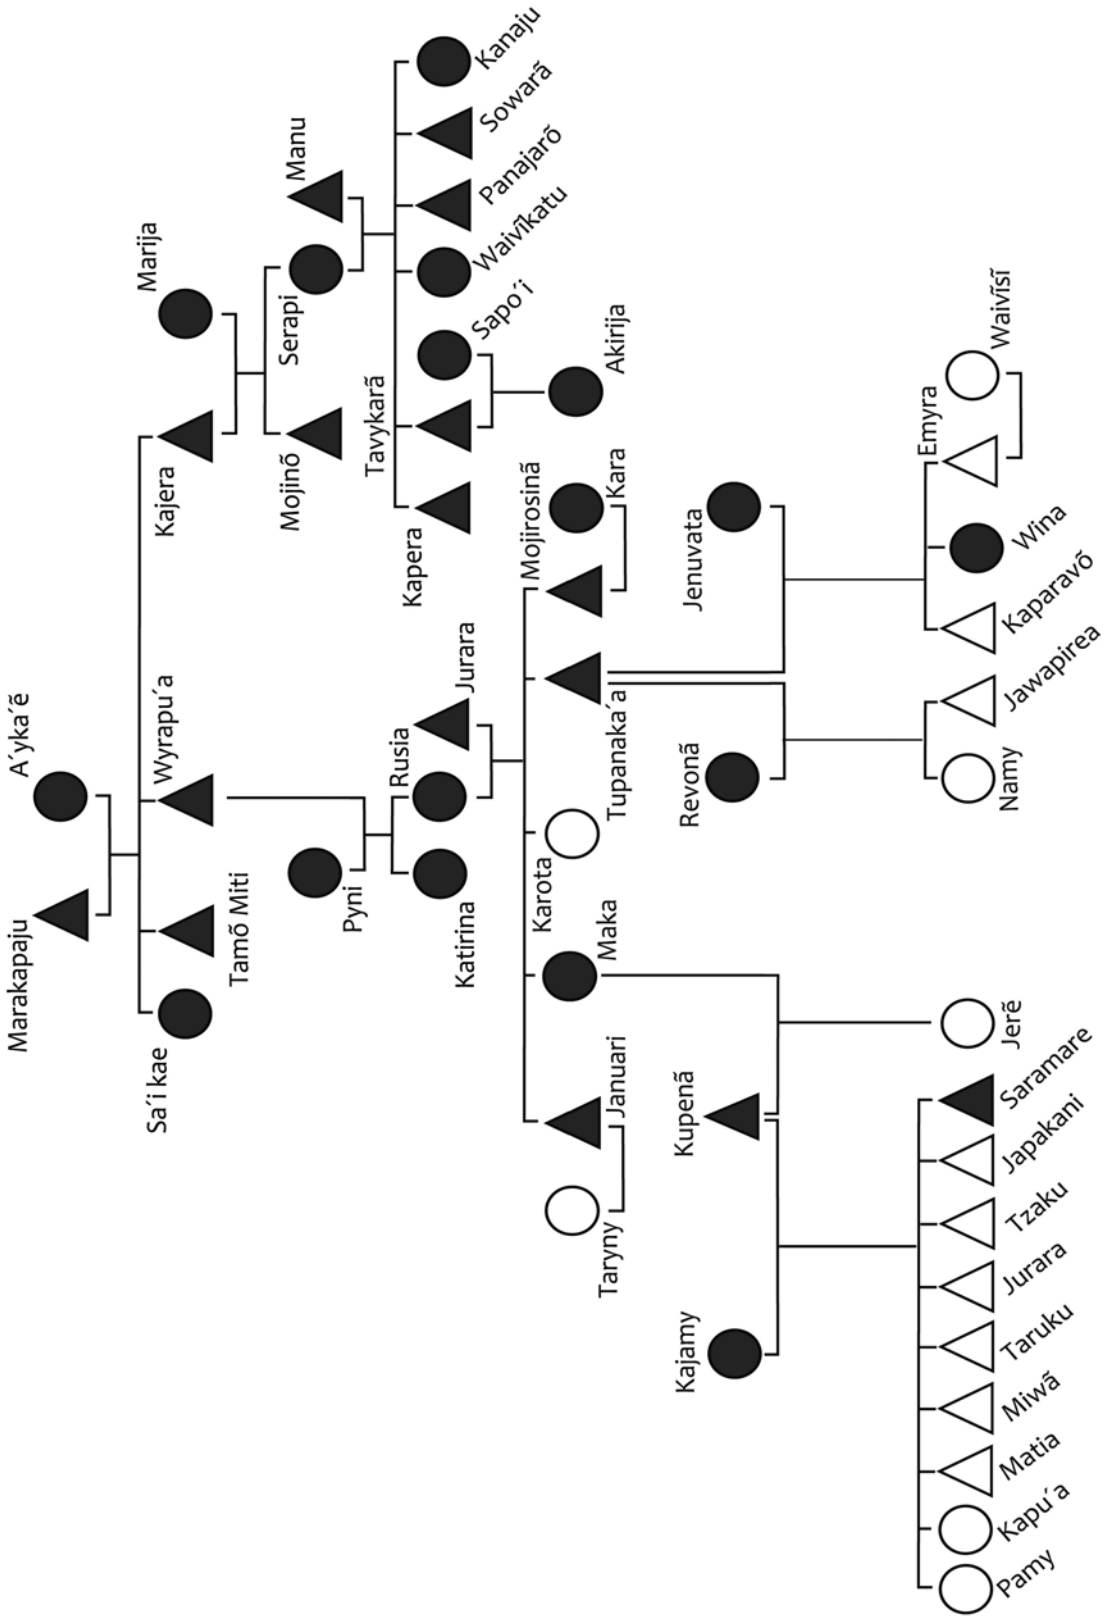 A´yka´ẽ
Marakapaju
Marija
Wyrapu´a
Kajera
Tamõ Miti
Sa´i kae
Manu
Serapi
Mojinõ
Pyni
Kanaju
Sowarã
Panajarõ
Waivĩkatu
Sapo´i
Tavykarã
Kapera
Jurara
Rusia
Katirina
Akirija
Mojirosinã
Kara
Tupanaka´a
Karota
Maka
Januari
Taryny
Jenuvata
Revonã
Kupenã
Kajamy
Waivĩsĩ
Emyra
Wina
Kaparavõ
Jawapirea
Namy
Jerẽ
Saramare
Japakani
Tzaku
Jurara
Taruku
Miwã
Matia
Kapu´a
Pamy